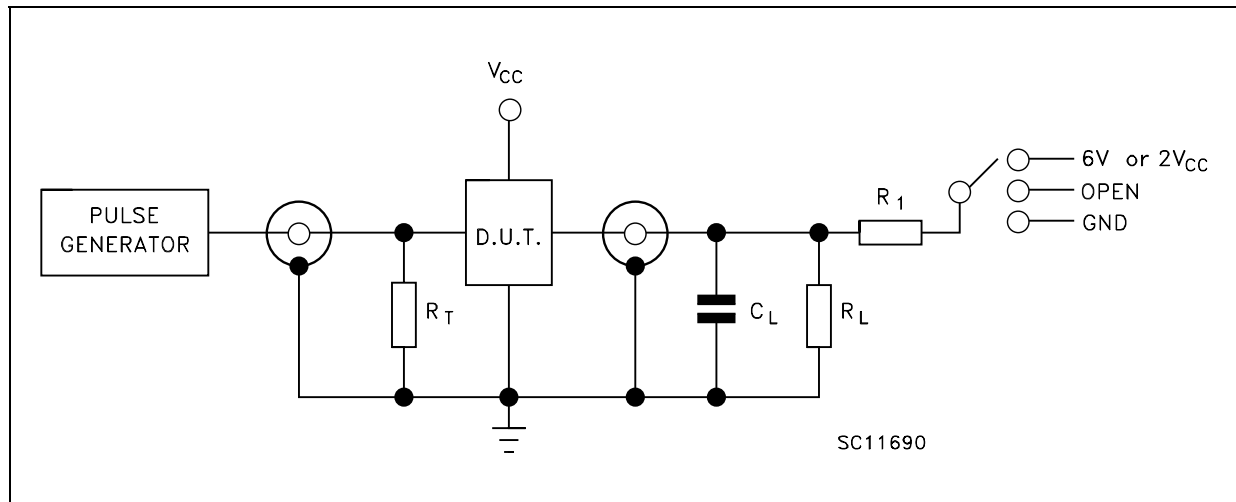 VCC
6V or 2VCC
R1
OPEN
PULSE
GENERATOR
D.U.T.
GND
RT
CL
RL
SC11690